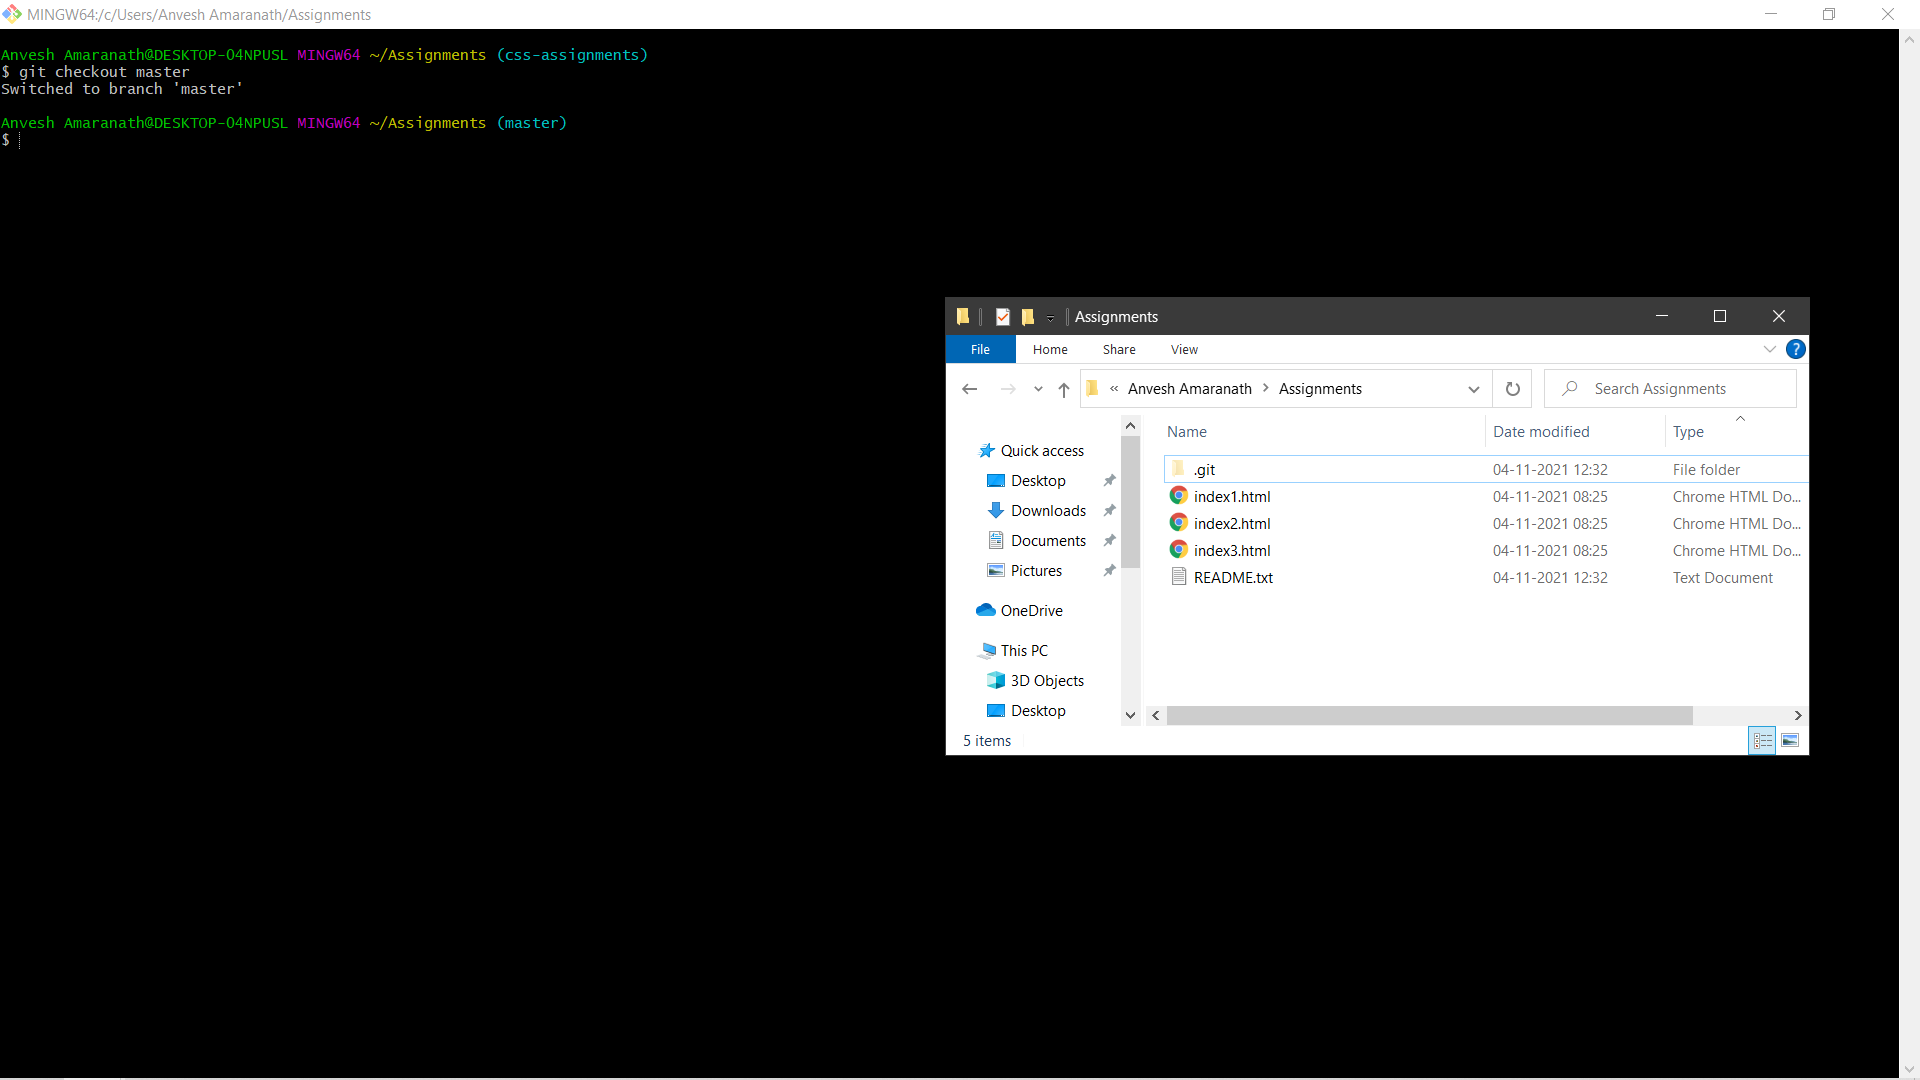 MINGW64:/c/Users/Anvesh Amaranath/Assignments
Anvesh Amaranath@DESKTOP-O4NPUSL MINGW64 ~/Assignments (css-assignments)
$ git checkout master
Switched to branch 'master'
Anvesh Amaranath@DESKTOP-O4NPUSL MINGW64 ~/Assignments (master)
$
Assignments
File Home Share View ?
« Anvesh Amaranath > Assignments Search Assignments
Name Date modified Type
Quick access
Desktop
Downloads
Documents
Pictures
OneDrive
This PC
3D Objects
Desktop
.git 04-11-2021 12:32 File folder
index1.html 04-11-2021 08:25 Chrome HTML Do...
index2.html 04-11-2021 08:25 Chrome HTML Do...
index3.html 04-11-2021 08:25 Chrome HTML Do...
README.txt 04-11-2021 12:32 Text Document
5 items